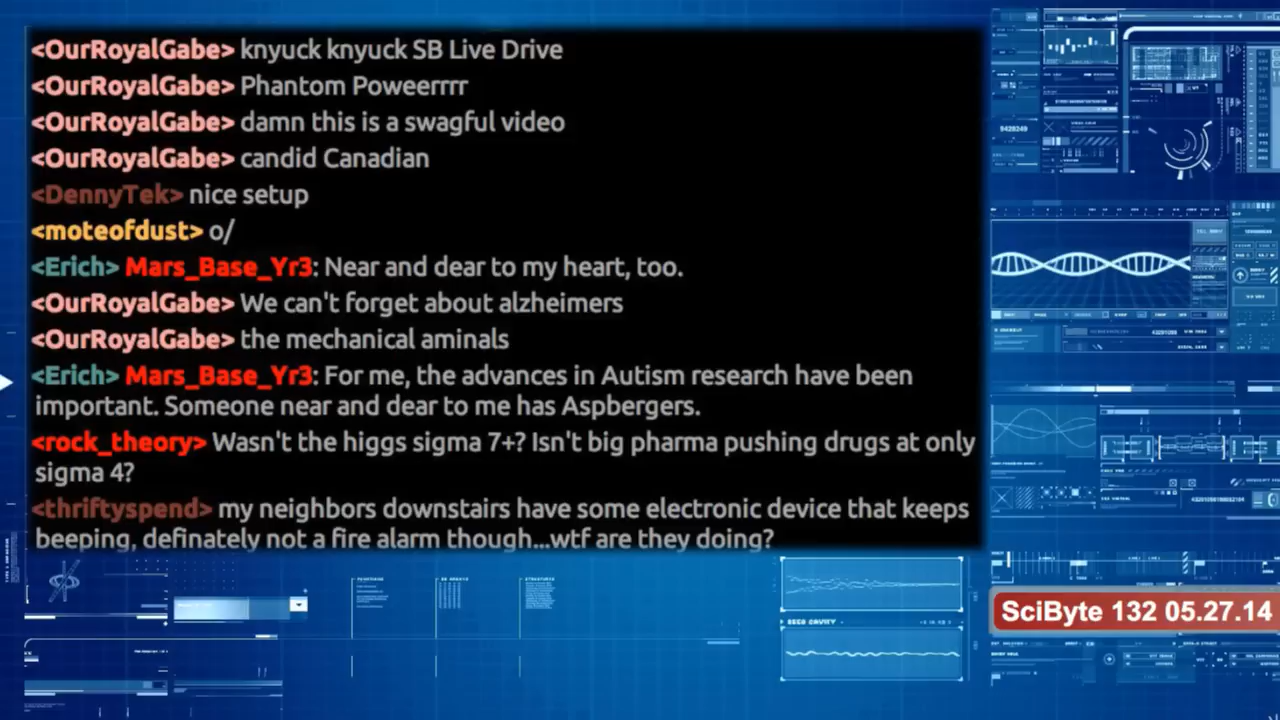 <OurRoyalGabe> knyuck knyuck SB Live Drive
<OurRoyalGabe> Phantom Poweerrrr
<OurRoyalGabe> damn this is a swagful video
<OurRoyalGabe> candid Canadian
<DennyTek> nice setup
<moteofdust> o/
<Erich> Mars_Base_Yr3: Near and dear to my heart, too.
<OurRoyalGabe> We can't forget about alzheimers
<OurRoyalGabe> the mechanical aminals
<Erich> Mars_Base_Yr3: For me, the advances in Autism research have been
important. Someone near and dear to me has Aspbergers.
<rock_theory> Wasn't the higgs sigma 7+? Isn't big pharma pushing drugs at only
sigma 4?
<thriftyspend> my neighbors downstairs have some electronic device that keeps
beeping, definately not a fire alarm though...wtf are they doing?
SciByte 132 05.27.14